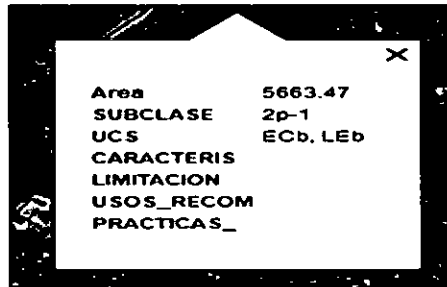 ×
Area 5663.47
SUBCLASE 2p-1
UCS ECb, LEb
CARACTERIS
LIMITACION
USOS_RECOM
PRACTICAS_